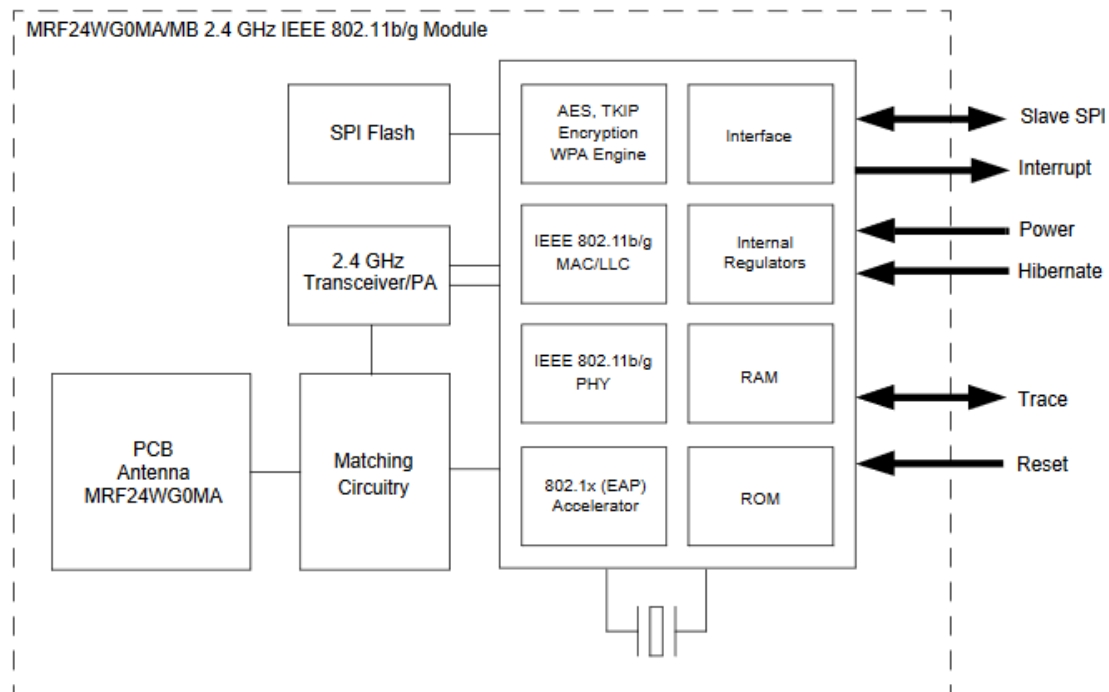 MRF24WG0MA/MB 2.4 GHz IEEE 802.11b/g Module
SPI Flash
AES, TKIP
Encryption
WPA Engine
Interface
Slave SPI
Interrupt
2.4 GHz
Transceiver/PA
IEEE 802.11b/g
MAC/LLC
Internal
Regulators
Power
Hibernate
IEEE 802.11b/g
PHY
RAM
Trace
PCB
Antenna
MRF24WG0MA
Matching
Circuitry
802.1x (EAP)
Accelerator
ROM
Reset